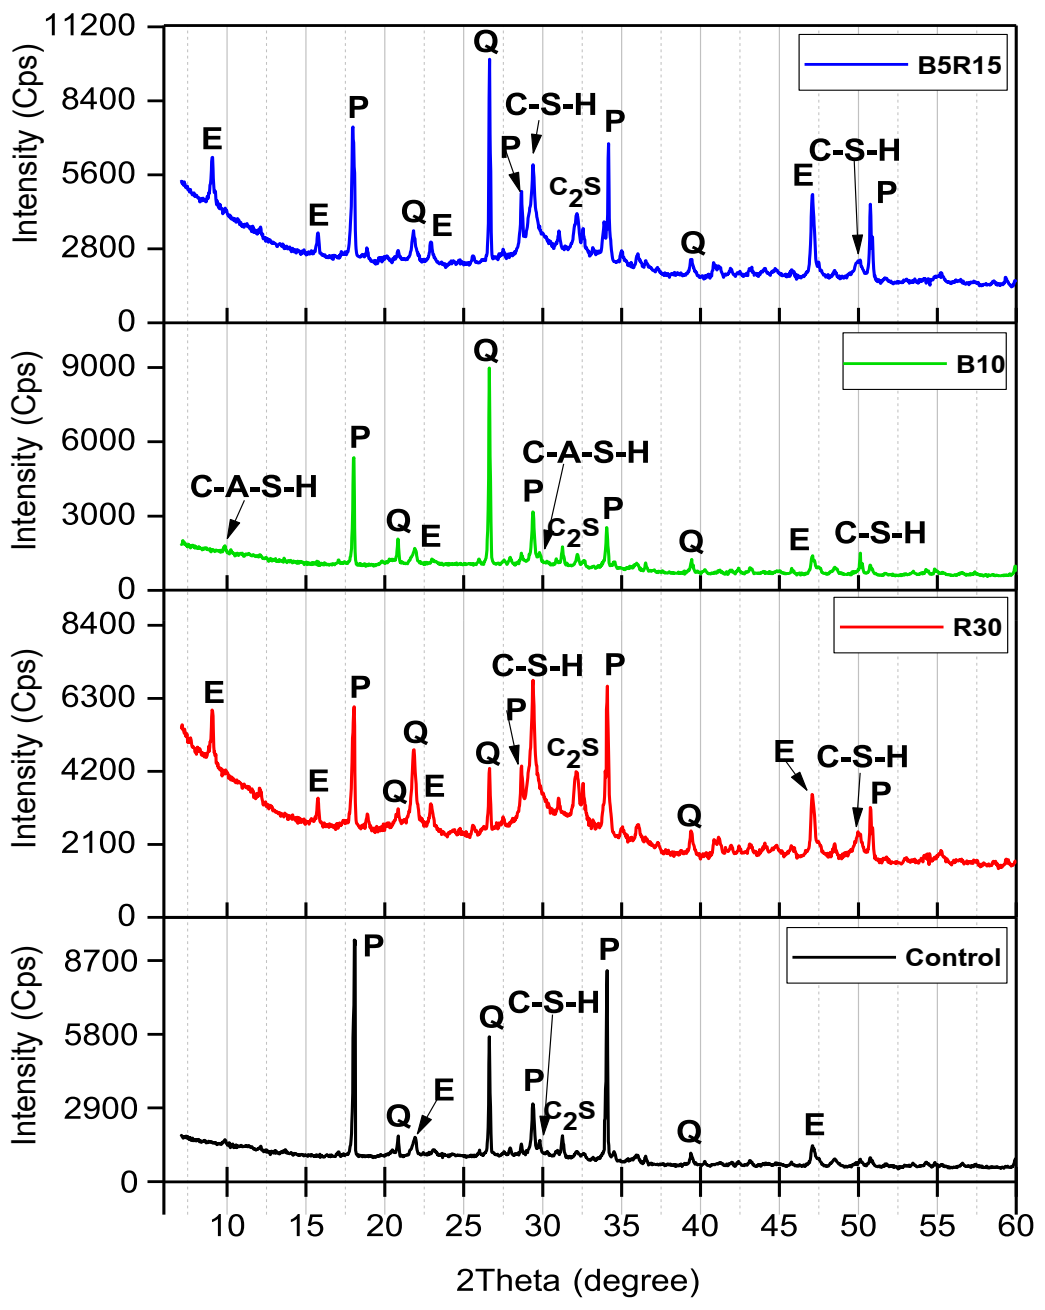 11200
8400
5600
2800
0
Intensity (Cps)
B5R15
E
E
P
Q
E
Q
P
C-S-H
C2S
P
Q
E
C-S-H
P
9000
6000
3000
0
Intensity (Cps)
B10
C-A-S-H
P
Q
E
Q
P
C-A-S-H
C2S
P
Q
E
C-S-H
8400
6300
4200
2100
0
Intensity (Cps)
R30
E
E
P
Q
Q
E
Q
P
C-S-H
C2S
P
Q
E
C-S-H
P
8700
5800
2900
0
Intensity (Cps)
Control
P
Q
E
Q
P
C-S-H
C2S
P
Q
E
10 15 20 25 30 35 40 45 50 55 60
2Theta (degree)